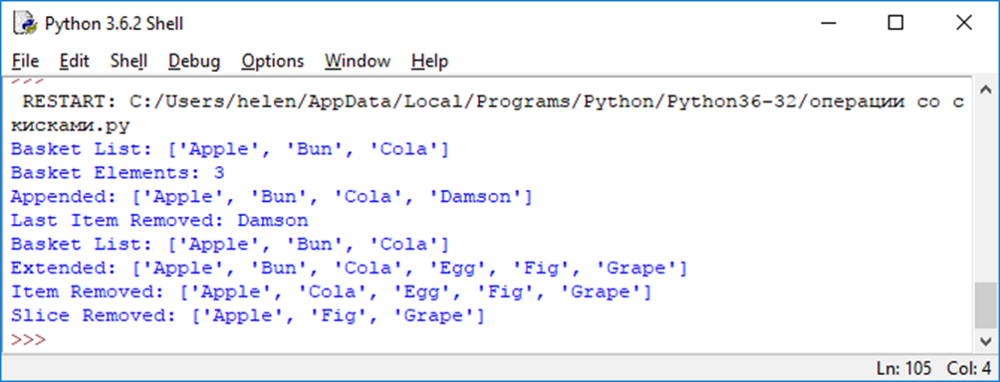 Python 3.6.2 Shell
File Edit Shell Debug Options Window Help
>>>
RESTART: C:/Users/helen/AppData/Local/Programs/Python/Python36-32/операции со с
кисками.py
Basket List: ['Apple', 'Bun', 'Cola']
Basket Elements: 3
Appended: ['Apple', 'Bun', 'Cola', 'Damson']
Last Item Removed: Damson
Basket List: ['Apple', 'Bun', 'Cola']
Extended: ['Apple', 'Bun', 'Cola', 'Egg', 'Fig', 'Grape']
Item Removed: ['Apple', 'Cola', 'Egg', 'Fig', 'Grape']
Slice Removed: ['Apple', 'Fig', 'Grape']
>>>
Ln: 105 Col: 4